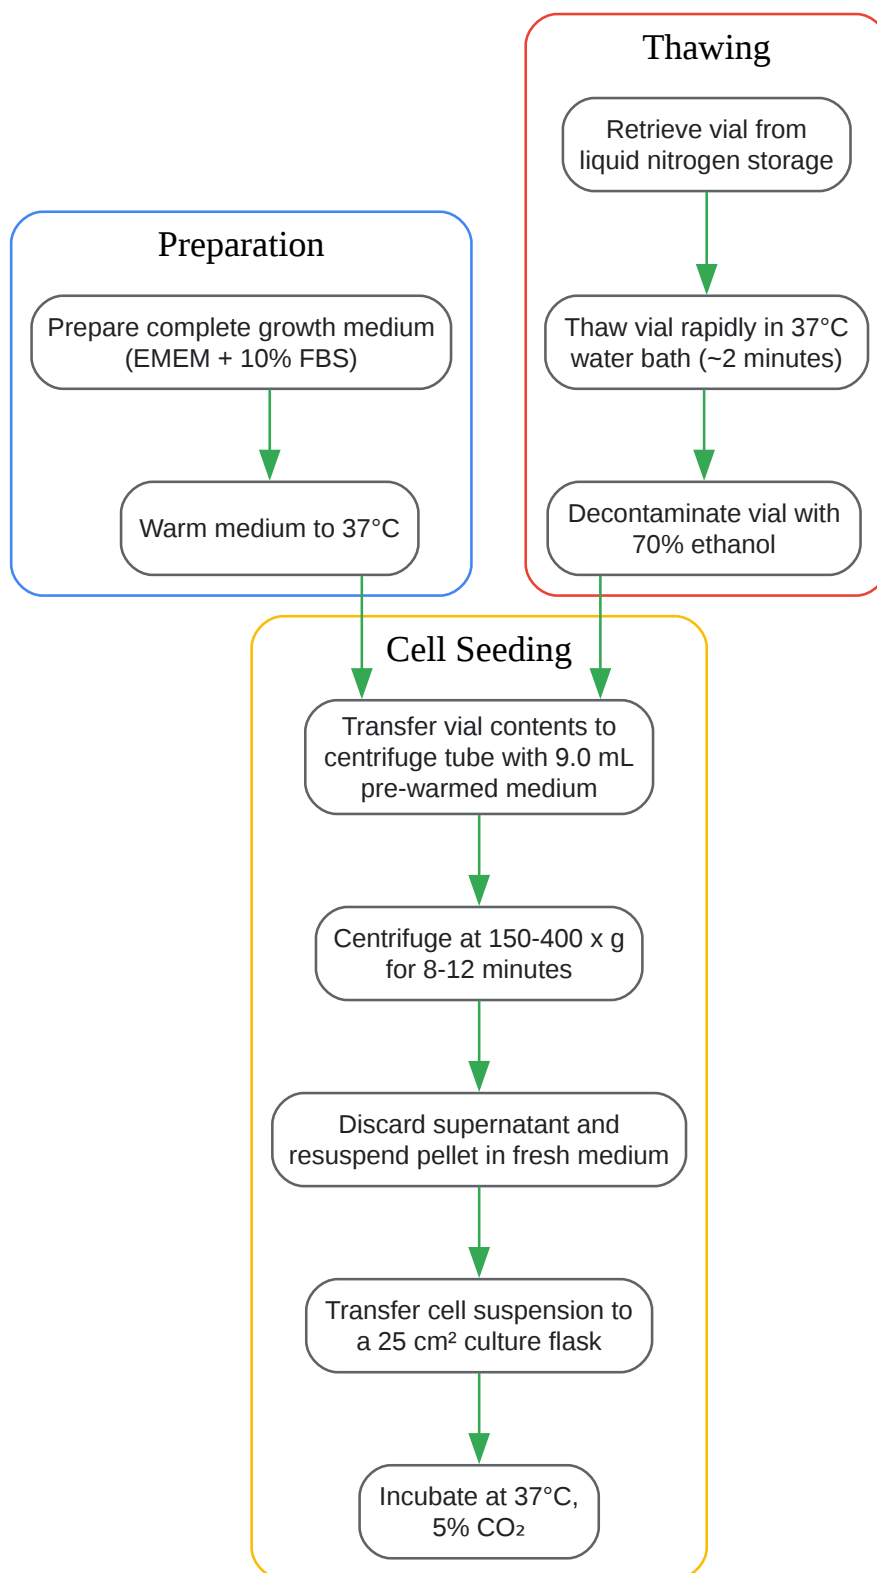 Thawing
Retrieve vial from
liquid nitrogen storage
Preparation
Prepare complete growth medium
(EMEM + 10% FBS)
Thaw vial rapidly in 37°C
water bath (~2 minutes)
Warm medium to 37°C
Decontaminate vial with
70% ethanol
Cell Seeding
Transfer vial contents to
centrifuge tube with 9.0 mL
pre-warmed medium
Centrifuge at 150-400 x g
for 8-12 minutes
Discard supernatant and
resuspend pellet in fresh medium
Transfer cell suspension to
a 25 cm² culture flask
Incubate at 37°C,
5% CO₂